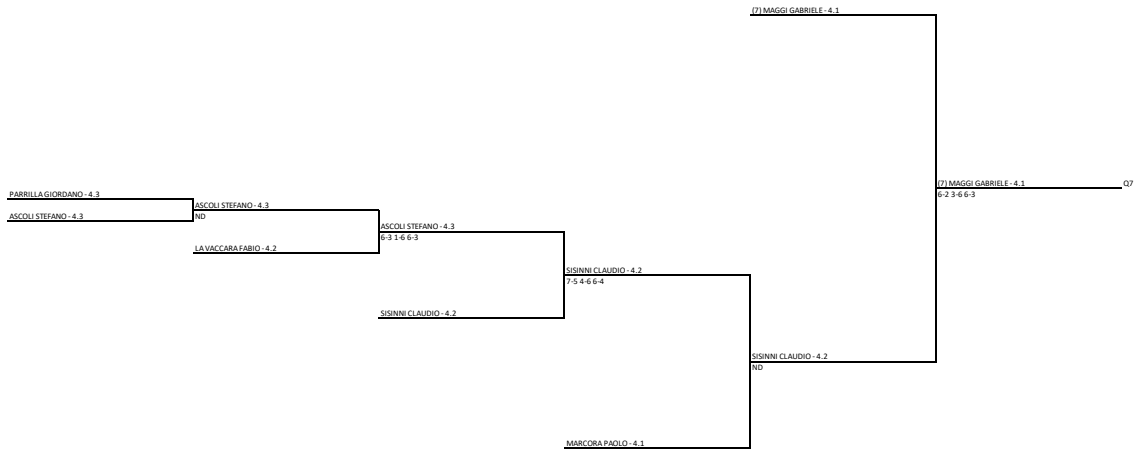 (7) MAGGI GABRIELE - 4.1
(7) MAGGI GABRIELE - 4.1
Q7
6-2 3-6 6-3
PARRILLA GIORDANO - 4.3
ASCOLI STEFANO - 4.3
ASCOLI STEFANO - 4.3
ND
ASCOLI STEFANO - 4.3
6-3 1-6 6-3
LA VACCARA FABIO - 4.2
SISINNI CLAUDIO - 4.2
7-5 4-6 6-4
SISINNI CLAUDIO - 4.2
SISINNI CLAUDIO - 4.2
ND
MARCORA PAOLO - 4.1